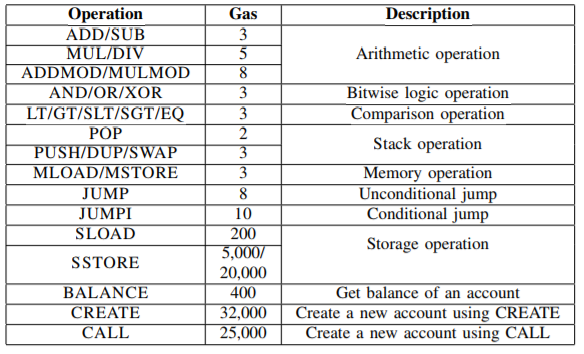 Operation Gas Description
ADD/SUB 3
MUL/DIV 5 Arithmetic operation
ADDMOD/MULMOD 8
AND/OR/XOR 3 Bitwise logic operation
LT/GT/SLT/SGT/EQ 3 Comparison operation
POP 2
Stack operation
PUSH/DUP/SWAP 3
MLOAD/MSTORE 3 Memory operation
JUMP 8 Unconditional jump
JUMPI 10 Conditional jump
SLOAD 200
Storage operation
SSTORE 5,000/
20,000
BALANCE 400 Get balance of an account
CREATE 32,000 Create a new account using CREATE
CALL 25,000 Create a new account using CALL